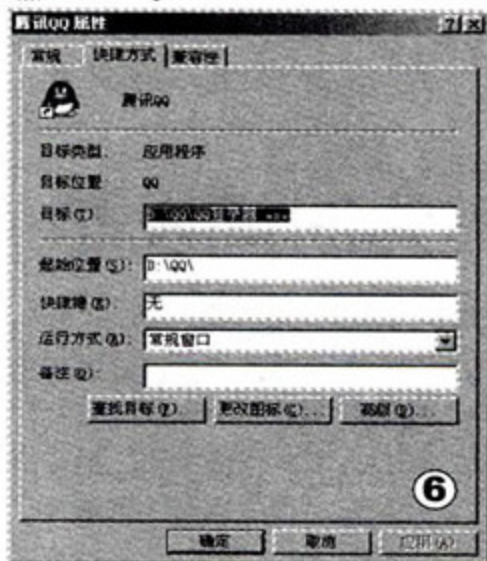 腾讯QQ 属性
常规 快捷方式 兼容性
腾讯QQ
目标类型: 应用程序
目标位置: QQ
目标(T): D:\QQ\QQ
起始位置(S): D:\QQ\
快捷键(K): 无
运行方式(R): 常规窗口
备注(O):
查找目标(F)... 更改图标(C)... 高级(D)...
⑥
确定 取消 应用(A)